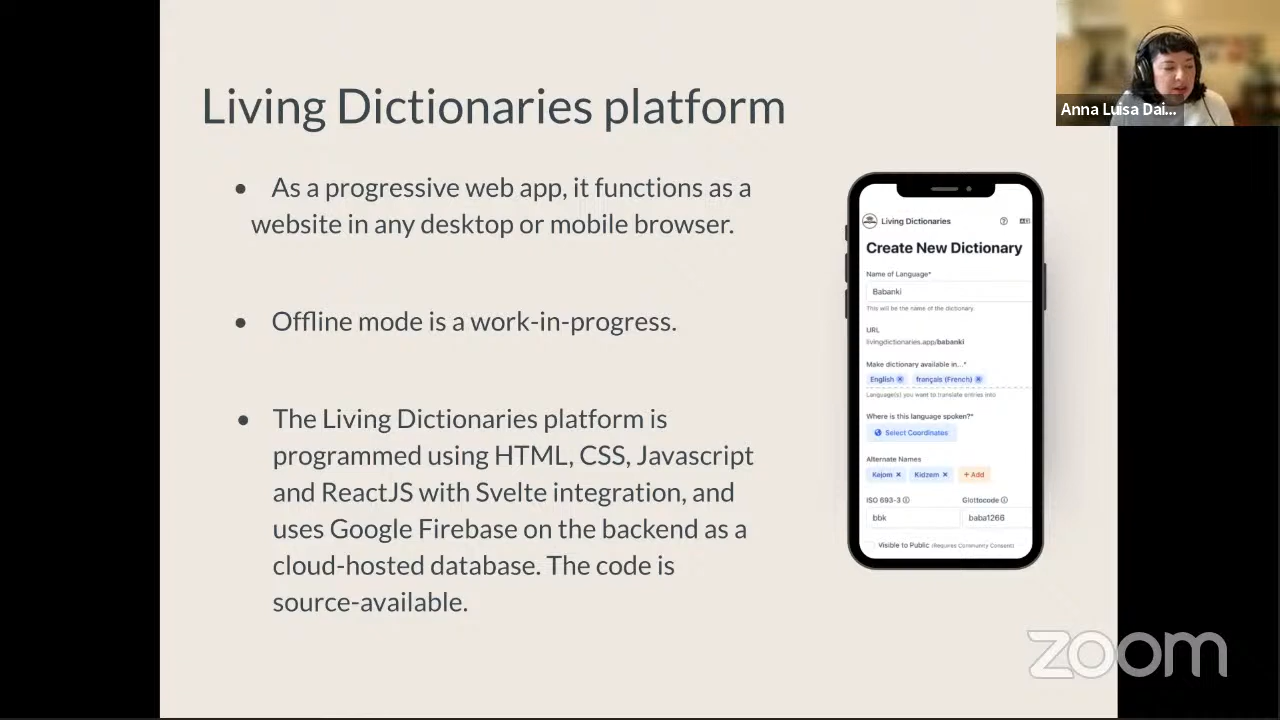 Living Dictionaries platform
Anna Luisa Dai...
● As a progressive web app, it functions as a
website in any desktop or mobile browser.
● Offline mode is a work-in-progress.
● The Living Dictionaries platform is
programmed using HTML, CSS, Javascript
and ReactJS with Svelte integration, and
uses Google Firebase on the backend as a
cloud-hosted database. The code is
source-available.
Living Dictionaries
Create New Dictionary
Name of Language*
Babanki
This will be the name of the dictionary.
URL
livingdictionaries.app/babanki
Make dictionary available in...*
English × français (French) ×
Language(s) you want to translate entries into
Where is this language spoken?*
Select Coordinates
Alternate Names
Kejom × Kidzem × + Add
ISO 693-3 Glottocode
bbk baba1266
Visible to Public (Requires Community Consent)
zoom